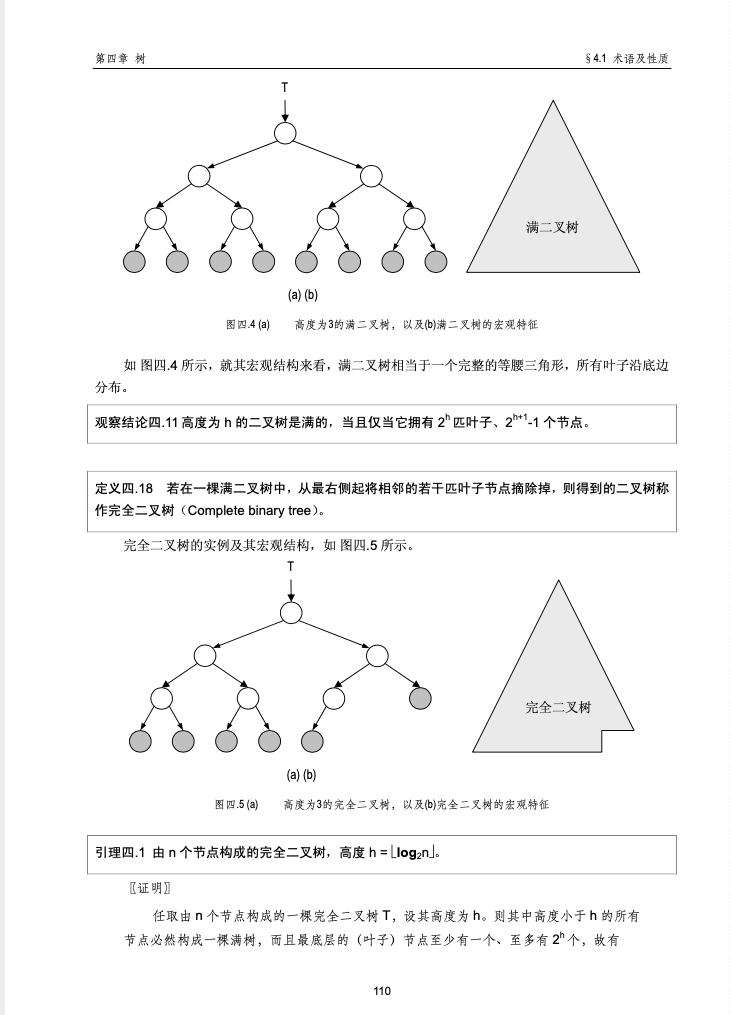 第四章 树 §4.1 术语及性质
T
满二叉树
(a) (b)
图四.4 (a) 高度为3的满二叉树，以及(b)满二叉树的宏观特征
如 图四.4 所示，就其宏观结构来看，满二叉树相当于一个完整的等腰三角形，所有叶子沿底边
分布。
观察结论四.11 高度为 h 的二叉树是满的，当且仅当它拥有 2^h 匹叶子、2^{h+1}-1 个节点。
定义四.18 若在一棵满二叉树中，从最右侧起将相邻的若干匹叶子节点摘除掉，则得到的二叉树称
作完全二叉树（Complete binary tree）。
完全二叉树的实例及其宏观结构，如 图四.5 所示。
T
完全二叉树
(a) (b)
图四.5 (a) 高度为3的完全二叉树，以及(b)完全二叉树的宏观特征
引理四.1 由 n 个节点构成的完全二叉树，高度 h = ⌊log₂n⌋。
〖证明〗
任取由 n 个节点构成的一棵完全二叉树 T，设其高度为 h。则其中高度小于 h 的所有
节点必然构成一棵满树，而且最底层的（叶子）节点至少有一个、至多有 2^h 个，故有
110